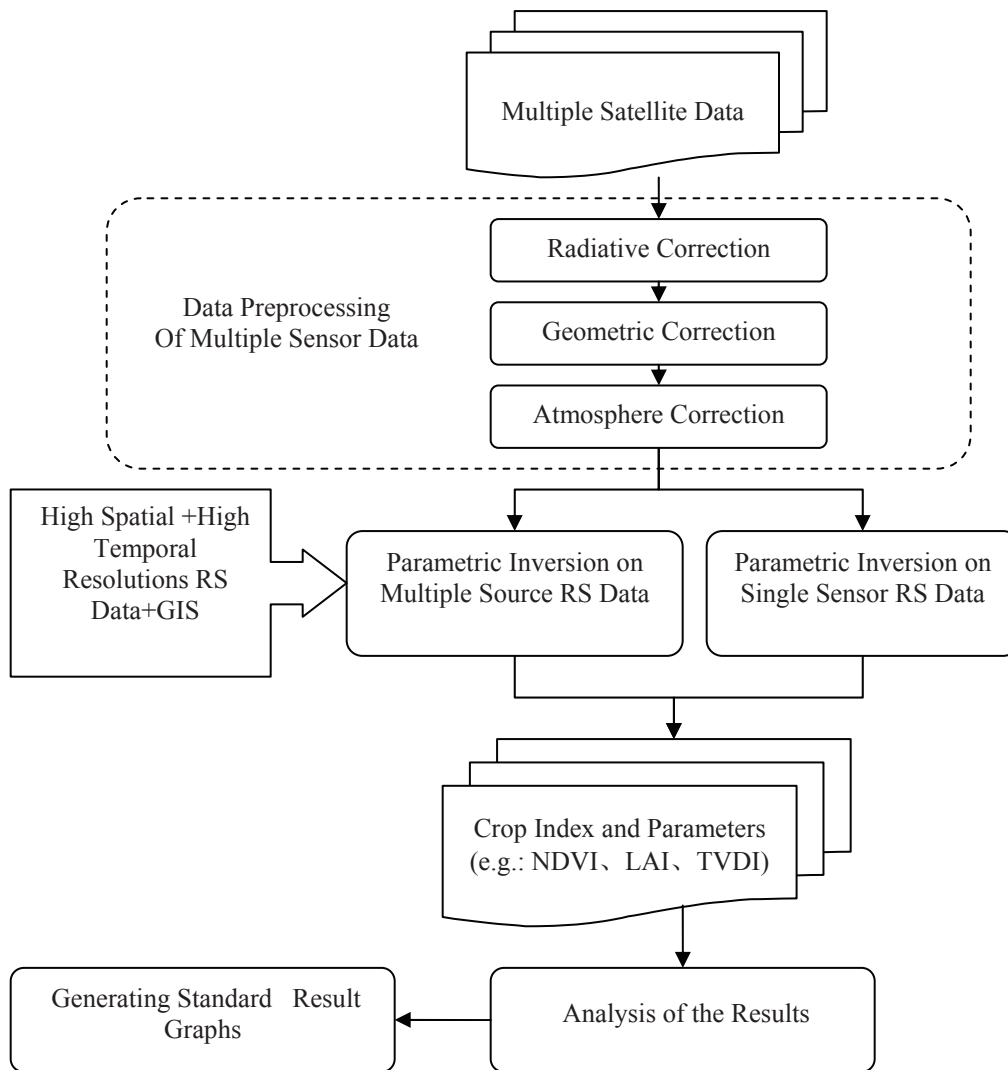 Multiple Satellite Data
Radiative Correction
Data Preprocessing
Of Multiple Sensor Data
Geometric Correction
Atmosphere Correction
High Spatial +High
Temporal
Resolutions RS
Data+GIS
Parametric Inversion on
Multiple Source RS Data
Parametric Inversion on
Single Sensor RS Data
Crop Index and Parameters
(e.g.: NDVI、LAI、TVDI)
Generating Standard Result
Graphs
Analysis of the Results